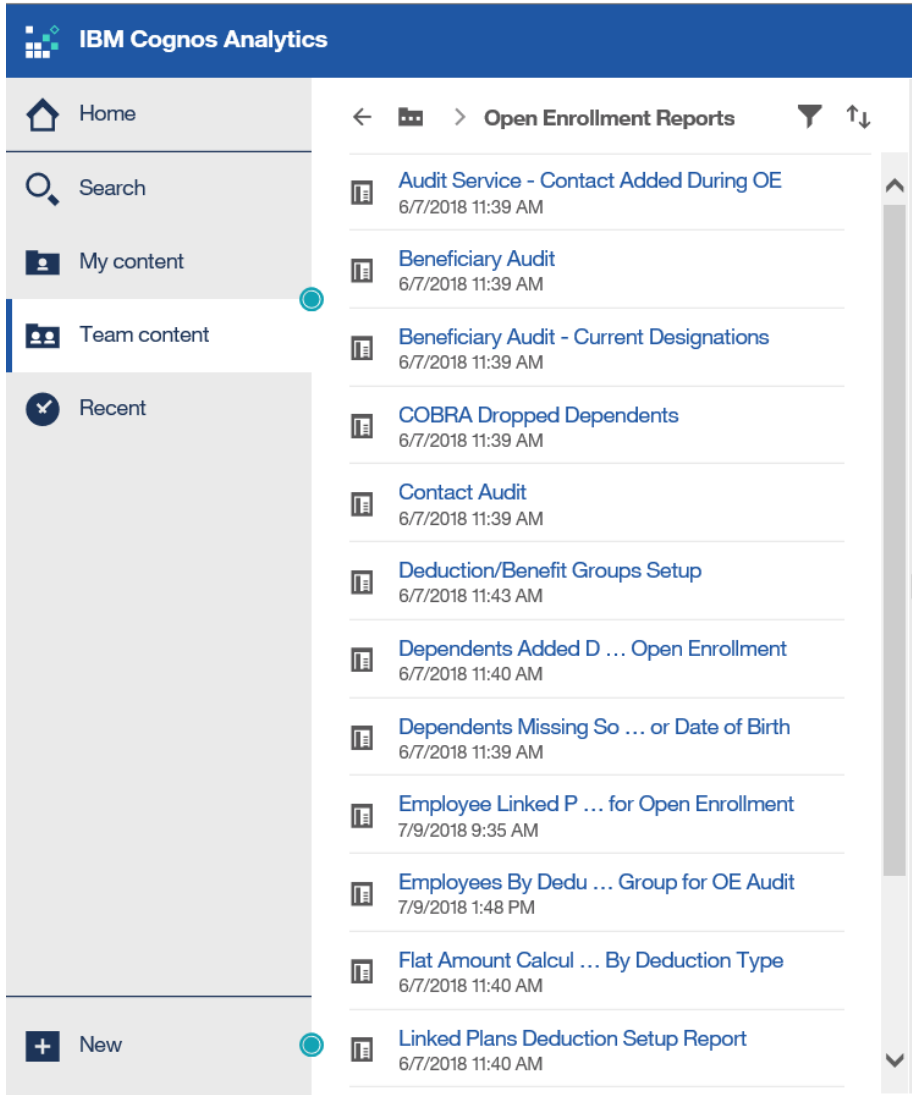 IBM Cognos Analytics
Home
Search
My content
Team content
Recent
New
Open Enrollment Reports
Audit Service - Contact Added During OE
6/7/2018 11:39 AM
Beneficiary Audit
6/7/2018 11:39 AM
Beneficiary Audit - Current Designations
6/7/2018 11:39 AM
COBRA Dropped Dependents
6/7/2018 11:39 AM
Contact Audit
6/7/2018 11:39 AM
Deduction/Benefit Groups Setup
6/7/2018 11:43 AM
Dependents Added D ... Open Enrollment
6/7/2018 11:40 AM
Dependents Missing So ... or Date of Birth
6/7/2018 11:39 AM
Employee Linked P ... for Open Enrollment
7/9/2018 9:35 AM
Employees By Dedu ... Group for OE Audit
7/9/2018 1:48 PM
Flat Amount Calcul ... By Deduction Type
6/7/2018 11:40 AM
Linked Plans Deduction Setup Report
6/7/2018 11:40 AM